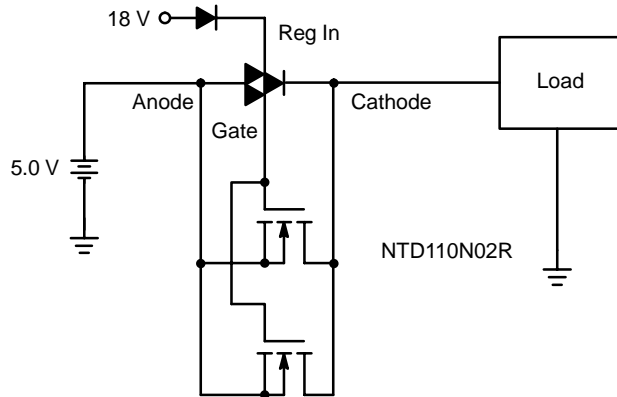 18 V
Reg In
Anode
Cathode
Load
Gate
5.0 V
NTD110N02R